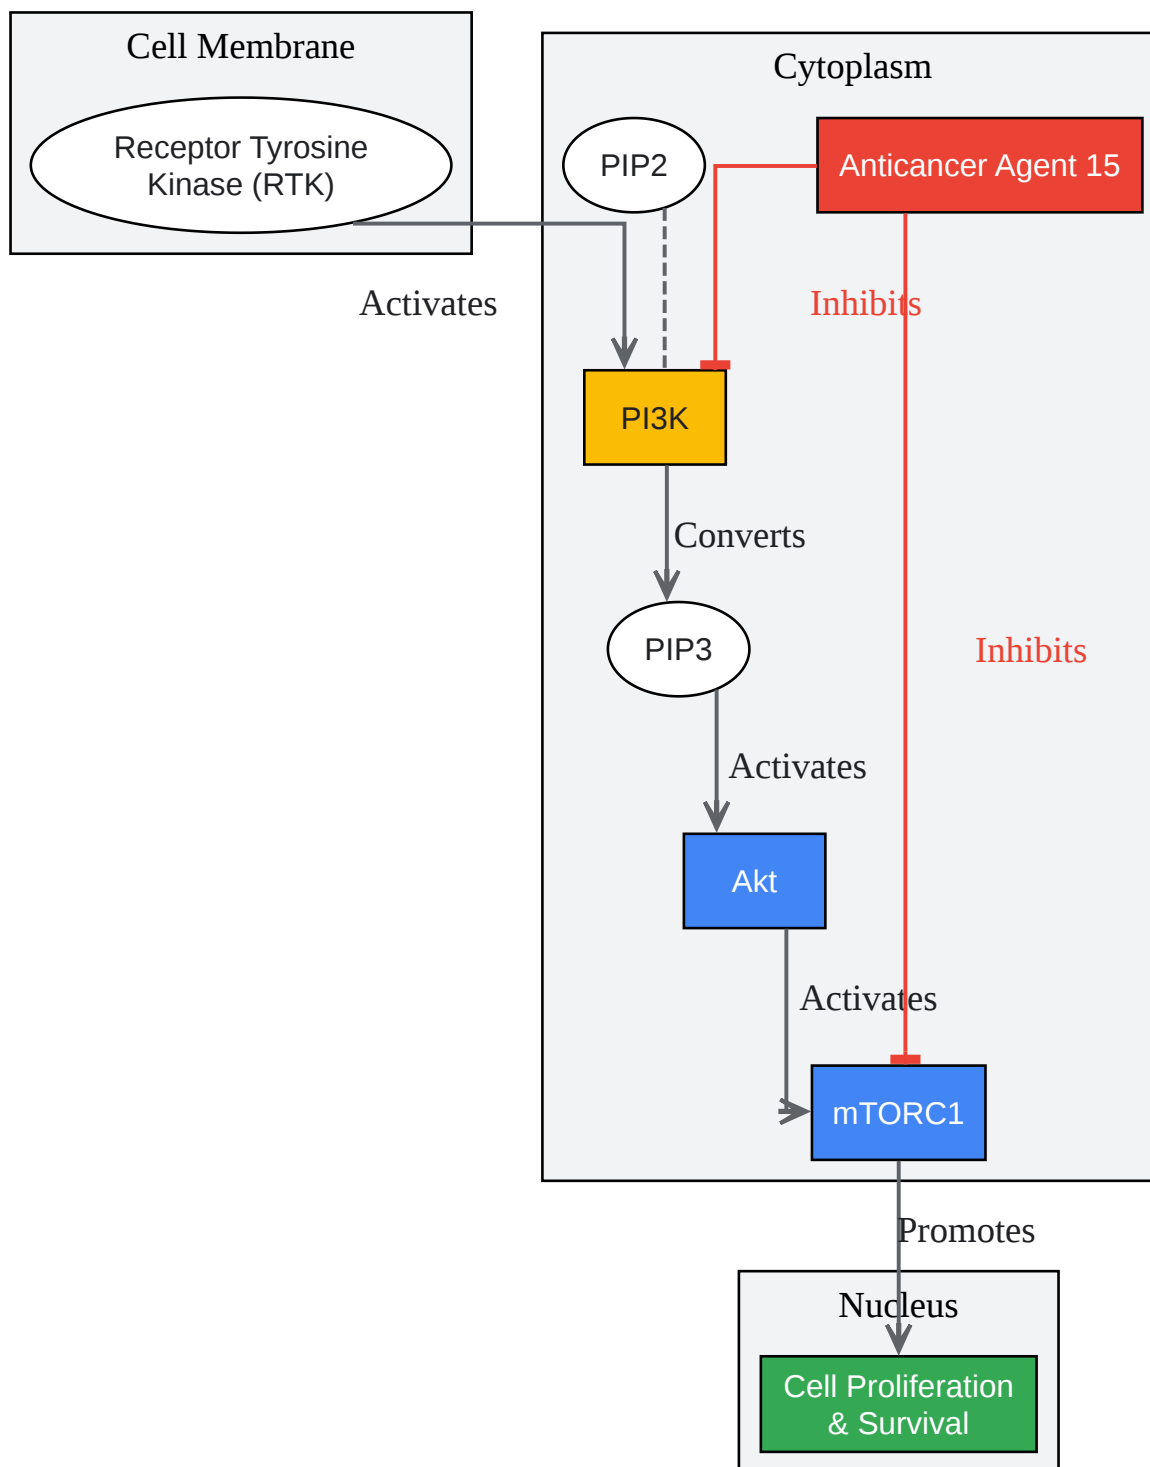 Cell Membrane
Receptor Tyrosine
Kinase (RTK)
Cytoplasm
PIP2
Anticancer Agent 15
Activates
Inhibits
PI3K
Converts
PIP3
Inhibits
Activates
Akt
Activates
mTORC1
Promotes
Nucleus
Cell Proliferation
& Survival